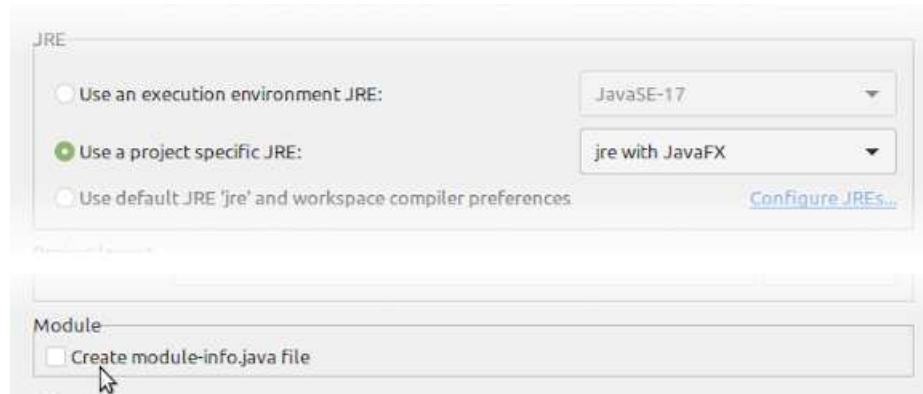 JRE
Use an execution environment JRE:
JavaSE-17
Use a project specific JRE:
jre with JavaFX
Use default JRE 'jre' and workspace compiler preferences
Configure JREs...
Module
Create module-info.java file